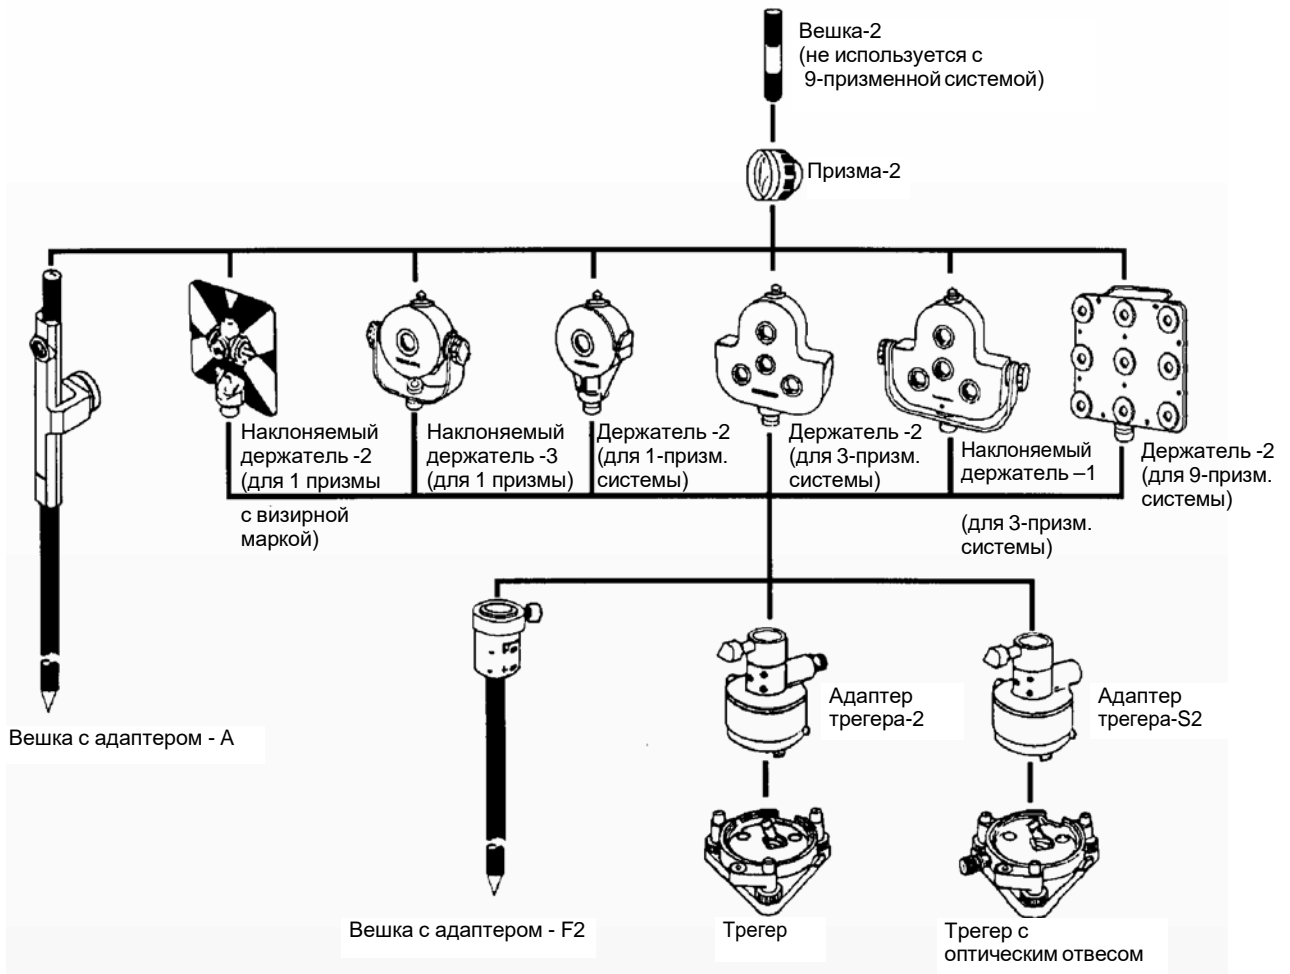 Вешка-2
(не используется с
9-призменной системой)
Призма-2
Наклоняемый
держатель -2
(для 1 призмы
с визирной
маркой)
Наклоняемый
держатель -3
(для 1 призмы)
Держатель -2
(для 1-призм.
системы)
Держатель -2
(для 3-призм.
системы)
Наклоняемый
держатель –1
(для 3-призм.
системы)
Держатель -2
(для 9-призм.
системы)
Вешка с адаптером - А
Адаптер
трегера-2
Адаптер
трегера-S2
Вешка с адаптером - F2
Трегер
Трегер с
оптическим отвесом